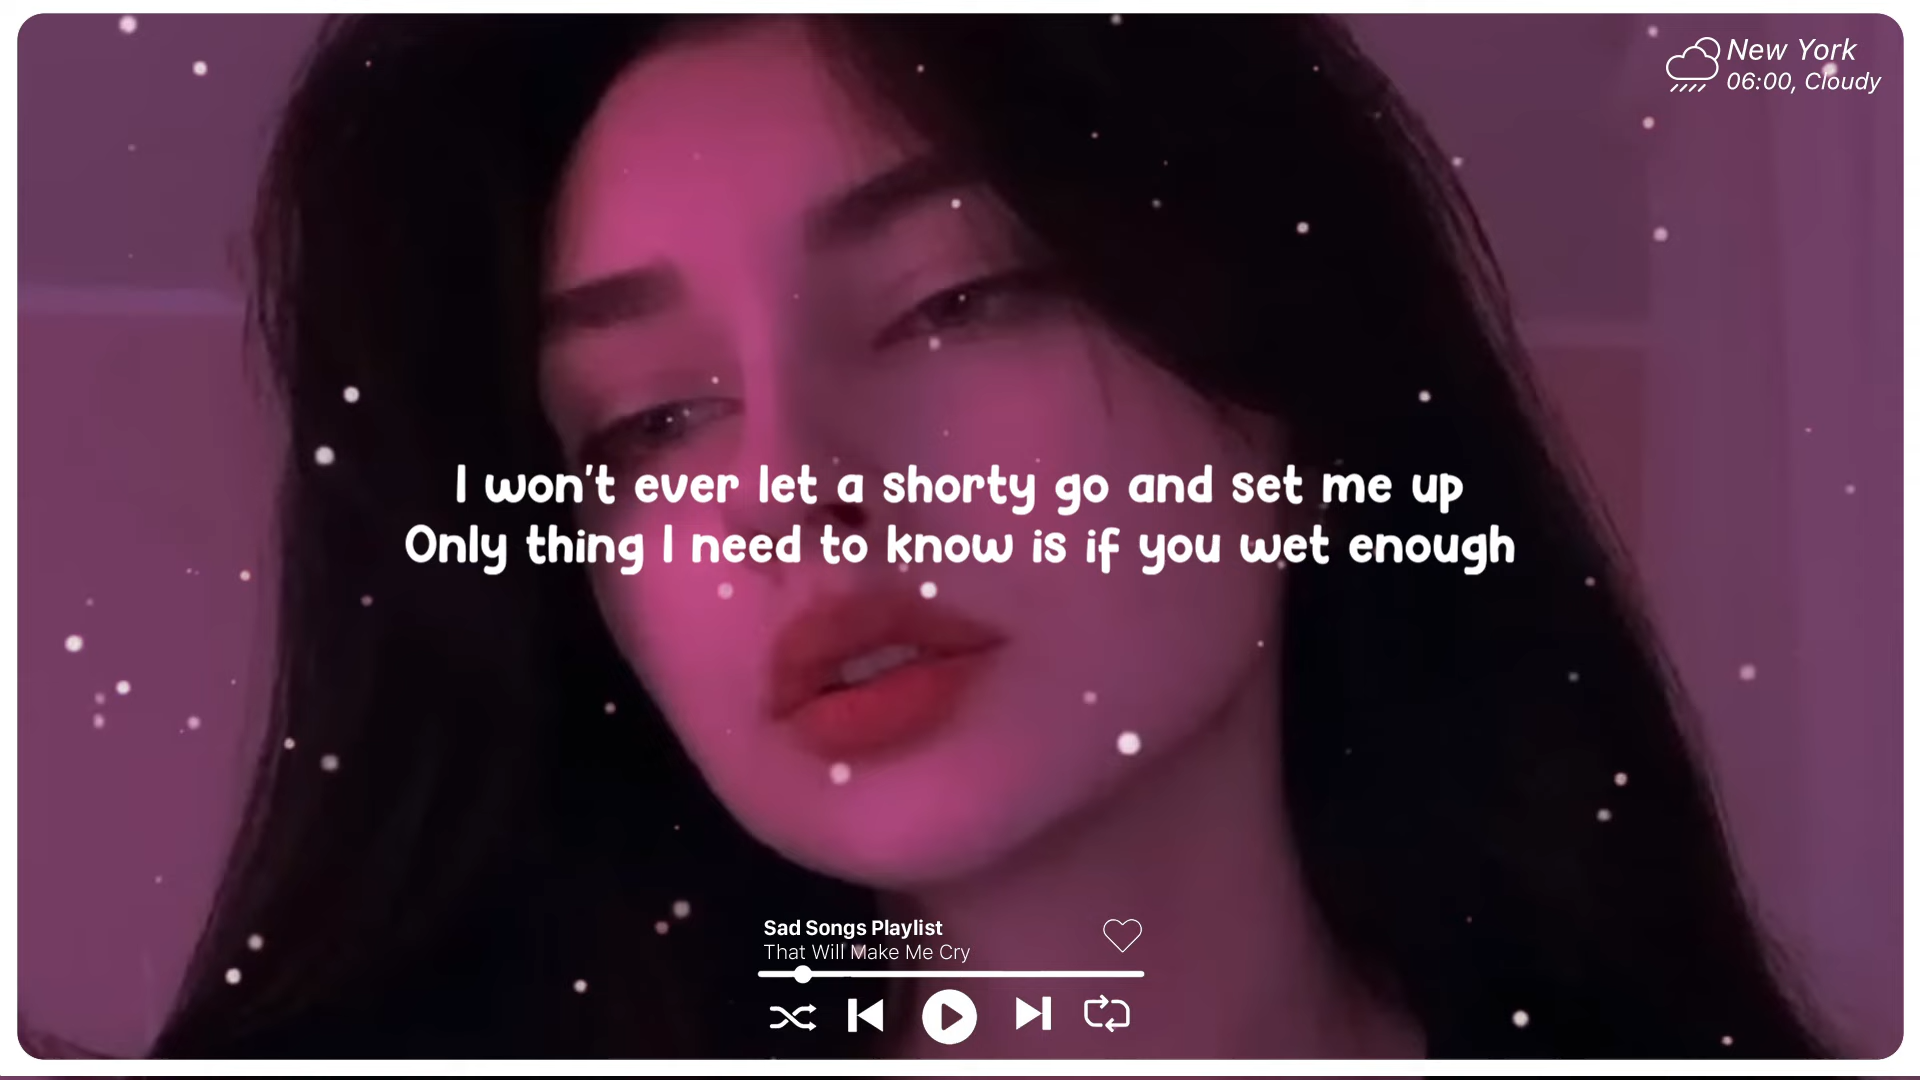 New York
06:00, Cloudy
I won't ever let a shorty go and set me up
Only thing I need to know is if you wet enough
Sad Songs Playlist
That Will Make Me Cry